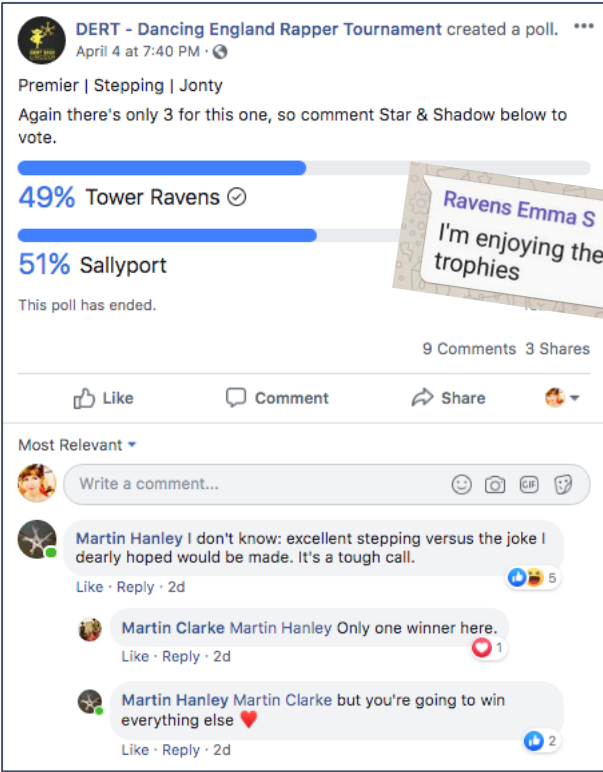 DERT - Dancing England Rapper Tournament created a poll.
April 4 at 7:40 PM ·
Premier | Stepping | Jonty
Again there's only 3 for this one, so comment Star & Shadow below to
vote.
49% Tower Ravens
51% Sallyport
Ravens Emma S
I'm enjoying the
trophies
This poll has ended.
9 Comments 3 Shares
Like Comment Share
Most Relevant
Write a comment...
GIF
Martin Hanley I don't know: excellent stepping versus the joke I
dearly hoped would be made. It's a tough call.
5
Like · Reply · 2d
Martin Clarke Martin Hanley Only one winner here.
1
Like · Reply · 2d
Martin Hanley Martin Clarke but you're going to win
everything else ❤️
2
Like · Reply · 2d